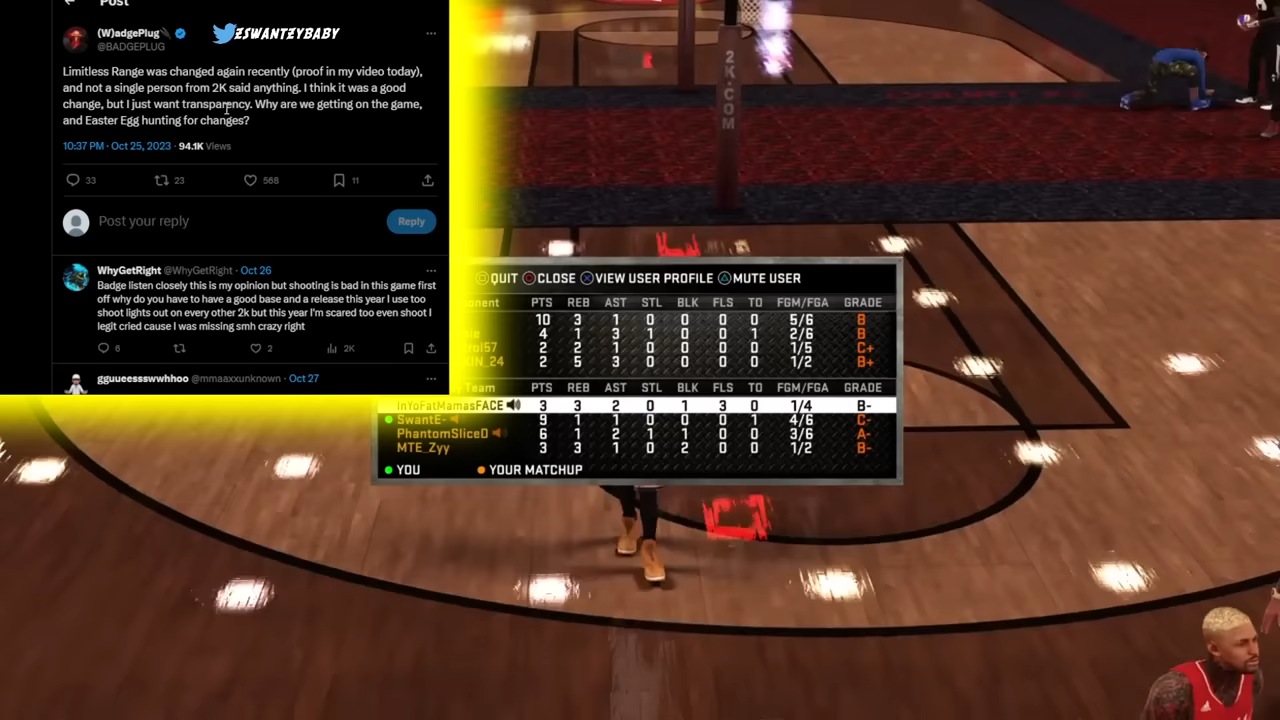 Post
(W)adgePlug
@BADGEPLUG
ZSWANTZYBABY
Limitless Range was changed again recently (proof in my video today),
and not a single person from 2K said anything. I think it was a good
change, but I just want transparency. Why are we getting on the game,
and Easter Egg hunting for changes?
10:37 PM · Oct 25, 2023 · 94.1K Views
33 23 568 11
Post your reply
Reply
WhyGetRight @WhyGetRight · Oct 26
Badge listen closely this is my opinion but shooting is bad in this game first
off why do you have to have a good base and a release this year I use too
shoot lights out on every other 2k but this year I'm scared too even shoot I
legit cried cause I was missing smh crazy right
6 2 2K
gguueessswwhhoo @mmaaxxunknown · Oct 27
2K.COM
QUIT CLOSE VIEW USER PROFILE MUTE USER
PTS REB AST STL BLK FLS TO FGM/FGA GRADE
10 3 1 0 0 0 0 5/6 B
4 1 3 1 0 0 0 2/6 B
2 2 1 0 0 0 0 1/5 C+
_24 2 5 3 0 0 0 0 1/2 B+
Team PTS REB AST STL BLK FLS TO FGM/FGA GRADE
InYoFatMamasFACE 3 3 2 0 1 3 0 1/4 B-
SwantE- 9 1 1 0 0 0 1 4/6 C-
PhantomSliceD 6 1 2 1 1 0 0 3/6 A-
MTE_Zyy 3 3 1 0 2 0 0 1/2 B-
YOU YOUR MATCHUP